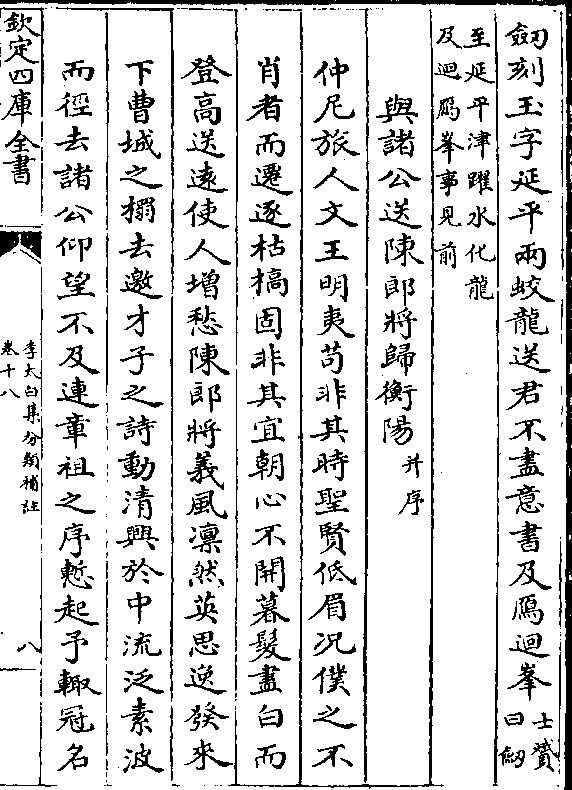 劒刻玉字延平兩蛟龍送君不盡意書及鴈迴峯士贇曰劒
至延平津躍水化龍
及迴鴈峯事見前
與諸公送陳郎將歸衡陽并序
仲尼旅人文王明夷苟非其時聖賢低眉况僕之不
肖者而遷逐枯槁固非其宜朝心不開暮髮盡白而
登高送遠使人增愁陳郎將義風凛然英思逸發來
下曹城之榻去邀才子之詩動清興於中流泛素波
而徑去諸公仰望不及連章祖之序慙起予輙冠名
欽定四庫全書
李太白集分類補註
卷十八
八